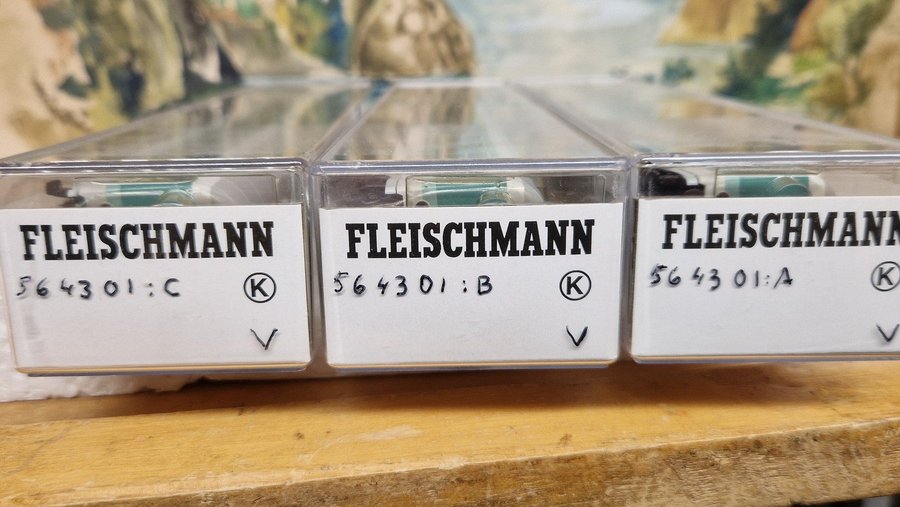 FLEISCHMANN
564301:C
K
V
FLEISCHMANN
564301:B
K
V
FLEISCHMANN
564301:A
K
V